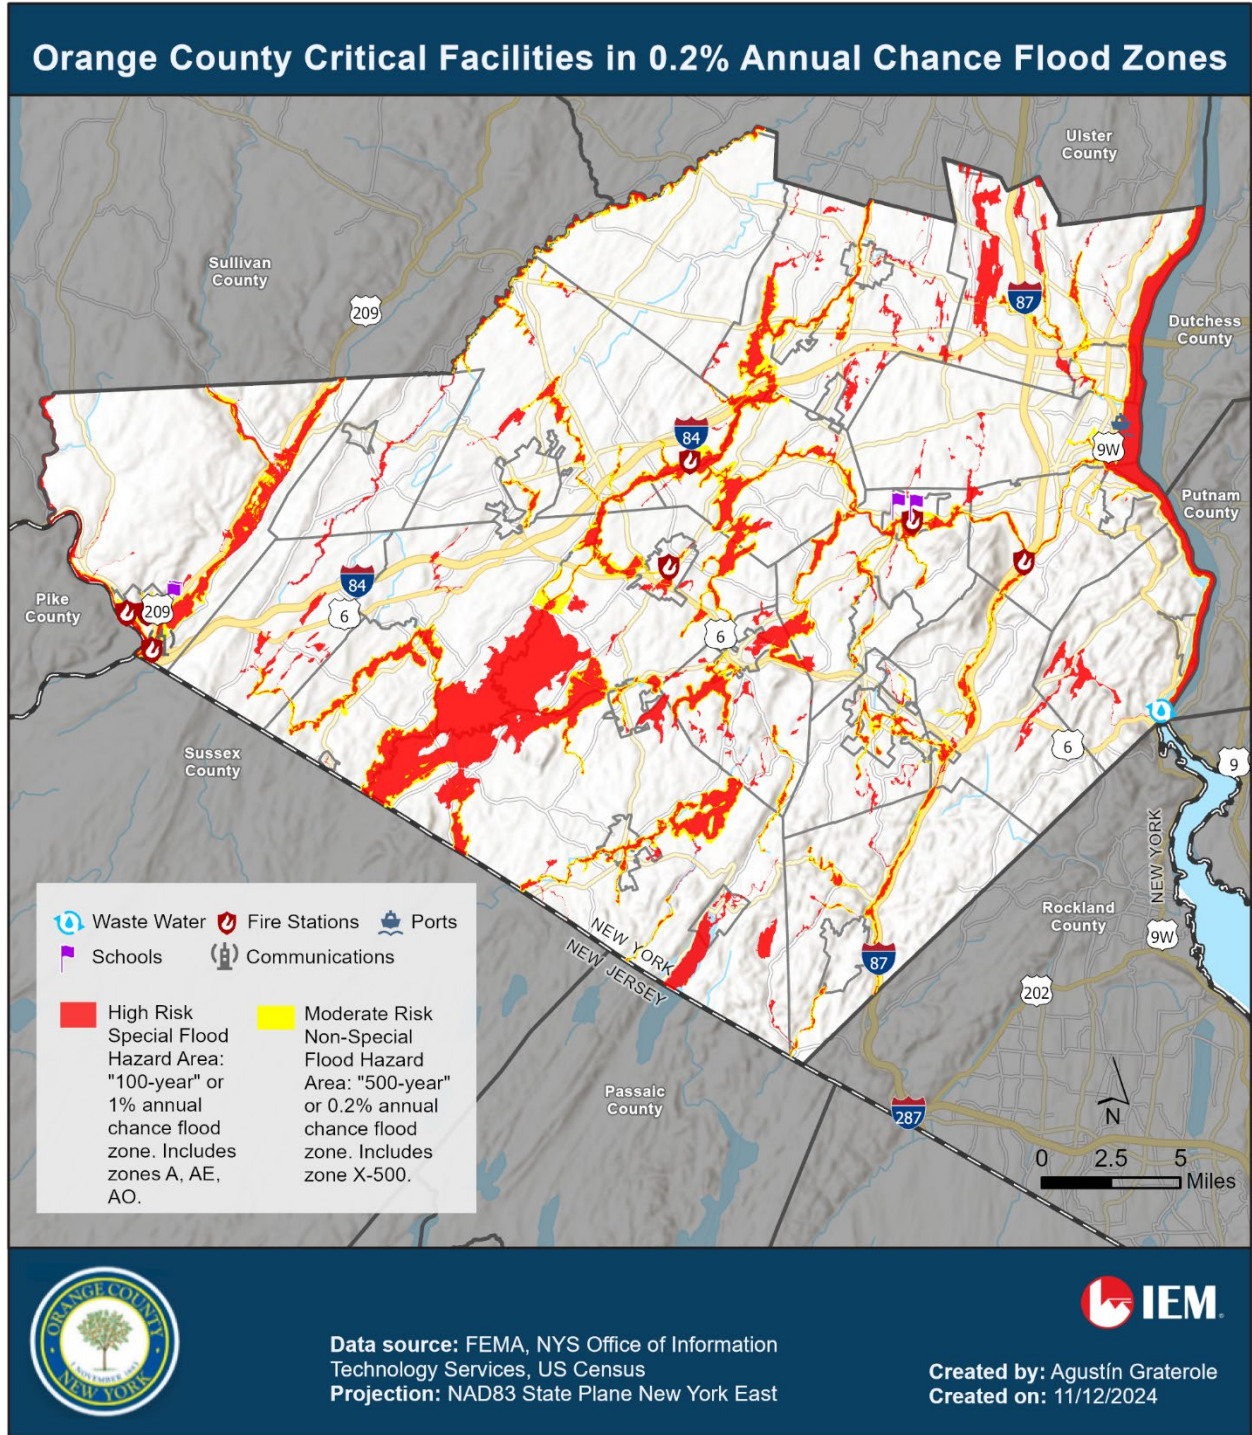 Orange County Critical Facilities in 0.2% Annual Chance Flood Zones
Ulster
County
Sullivan
County
209
87
Dutchess
County
84
9W
Putnam
County
Pike
County
209
84
6
6
Sussex
County
6
9
NEW YORK
Rockland
County
9W
NEW YORK
NEW JERSEY
87
202
Passaic
County
287
N
0 2.5 5
Miles
Waste Water Fire Stations Ports
Schools Communications
High Risk
Special Flood
Hazard Area:
"100-year" or
1% annual
chance flood
zone. Includes
zones A, AE,
AO.
Moderate Risk
Non-Special
Flood Hazard
Area: "500-year"
or 0.2% annual
chance flood
zone. Includes
zone X-500.
ORANGE COUNTY
NEW YORK
Data source: FEMA, NYS Office of Information
Technology Services, US Census
Projection: NAD83 State Plane New York East
IEM
Created by: Agustín Graterole
Created on: 11/12/2024